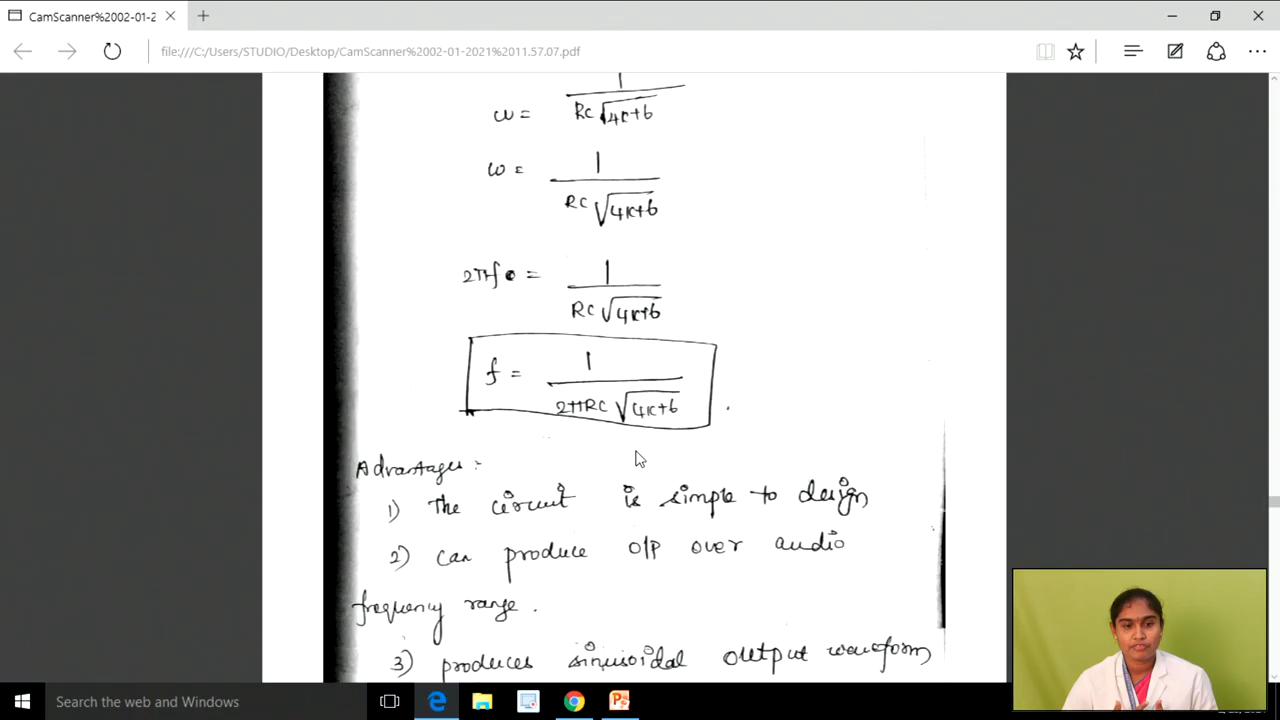 CamScanner%2002-01-2
file:///C:/Users/STUDIO/Desktop/CamScanner%2002-01-2021%2011.57.07.pdf
ω = 1 / RC√4K+6
ω = 1 / RC√4K+6
2πf = 1 / RC√4K+6
f = 1 / 2πRC√4K+6 .
Advantages :
1) The circuit is simple to design
2) can produce O/P over audio
frequency range .
3) produces sinusoidal output waveform
Search the web and Windows